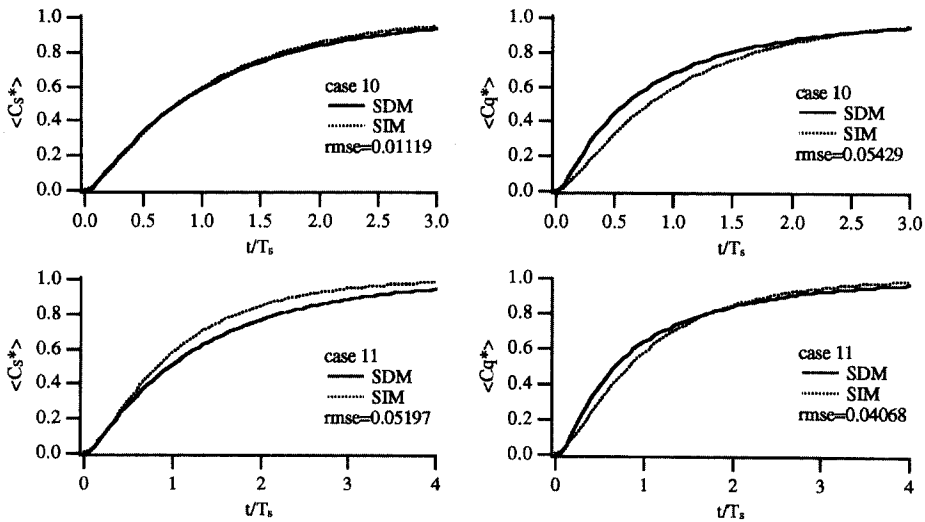 <Cs*>
1.0
0.8
0.6
0.4
0.2
0.0
case 10
SDM
SIM
rmse=0.01119
0.0 0.5 1.0 1.5 2.0 2.5 3.0
t/Ts
<Cq*>
1.0
0.8
0.6
0.4
0.2
0.0
case 10
SDM
SIM
rmse=0.05429
0 0.5 1.0 1.5 2.0 2.5 3.0
t/Ts
<Cs*>
1.0
0.8
0.6
0.4
0.2
0.0
case 11
SDM
SIM
rmse=0.05197
0 1 2 3 4
t/Ts
<Cq*>
1.0
0.8
0.6
0.4
0.2
0.0
case 11
SDM
SIM
rmse=0.04068
0 1 2 3 4
t/Ts